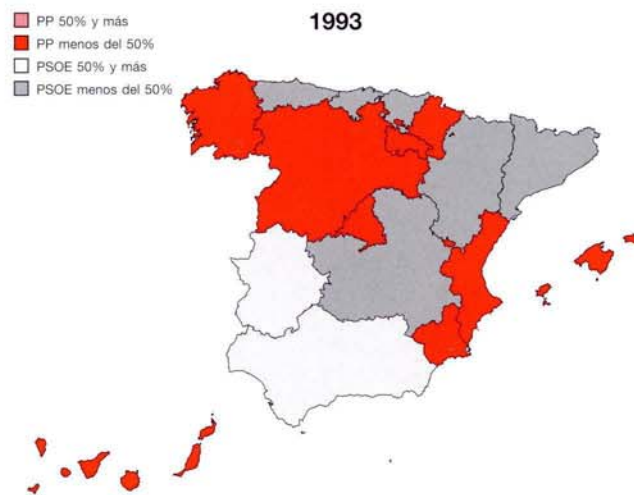 1993
PP 50% y más
PP menos del 50%
PSOE 50% y más
PSOE menos del 50%